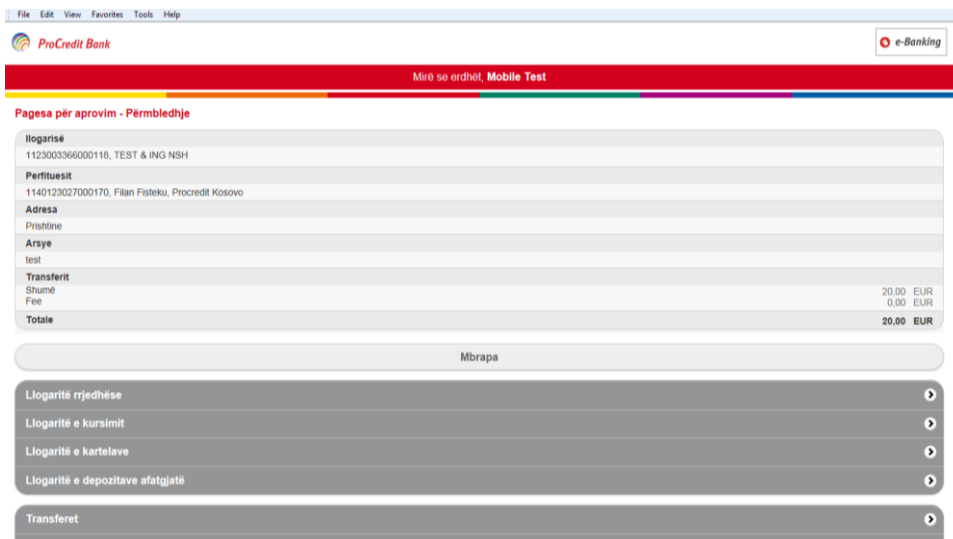 File Edit View Favorites Tools Help
ProCredit Bank
e-Banking
Mirë se erdhët, Mobile Test
Pagesa për aprovim - Përmbledhje
llogarisë
1123003366000118, TEST & ING NSH
Perfituesit
1140123027000170, Filan Fisteku, Procredit Kosovo
Adresa
Prishtine
Arsye
test
Transferit
Shumë 20,00 EUR
Fee 0,00 EUR
Totale 20,00 EUR
Mbrapa
Llogaritë rrjedhëse
Llogaritë e kursimit
Llogaritë e kartelave
Llogaritë e depozitave afatgjatë
Transferet